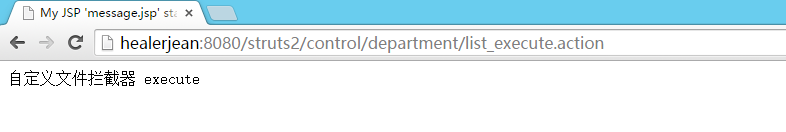 My JSP 'message.jsp' sta
healerjean:8080/struts2/control/department/list_execute.action
自定义文件拦截器 execute